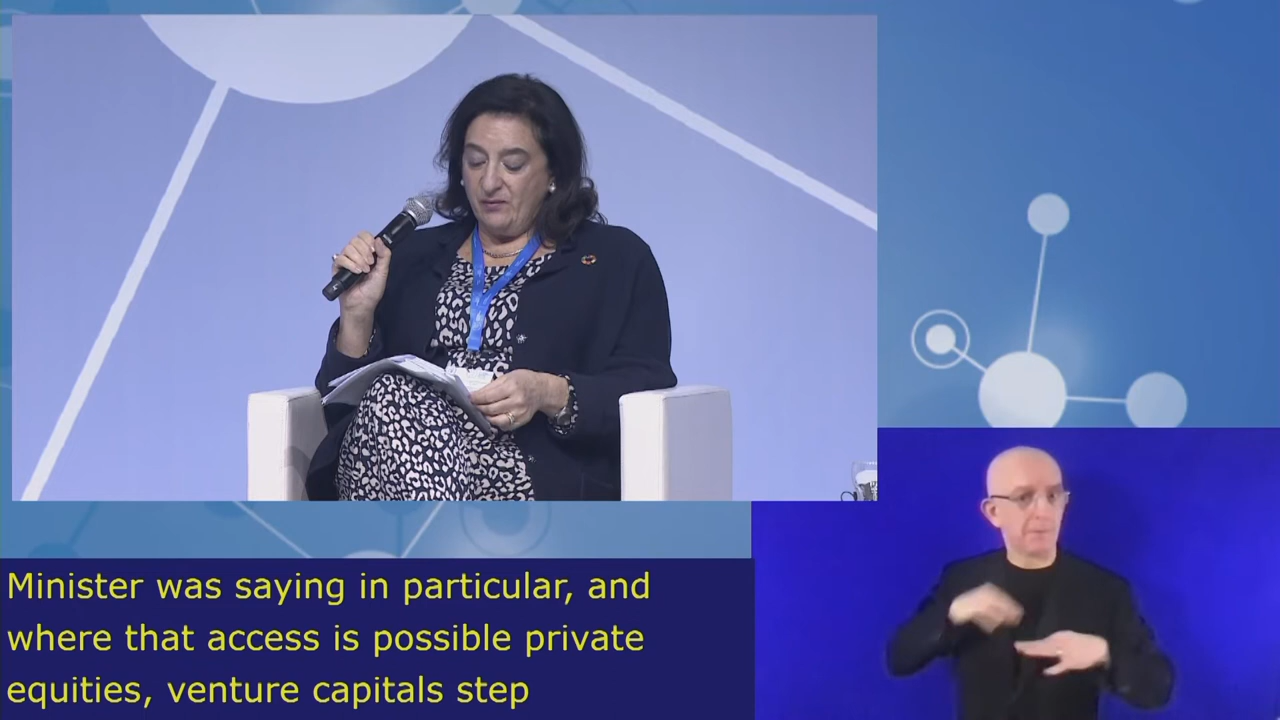 Minister was saying in particular, and
where that access is possible private
equities, venture capitals step